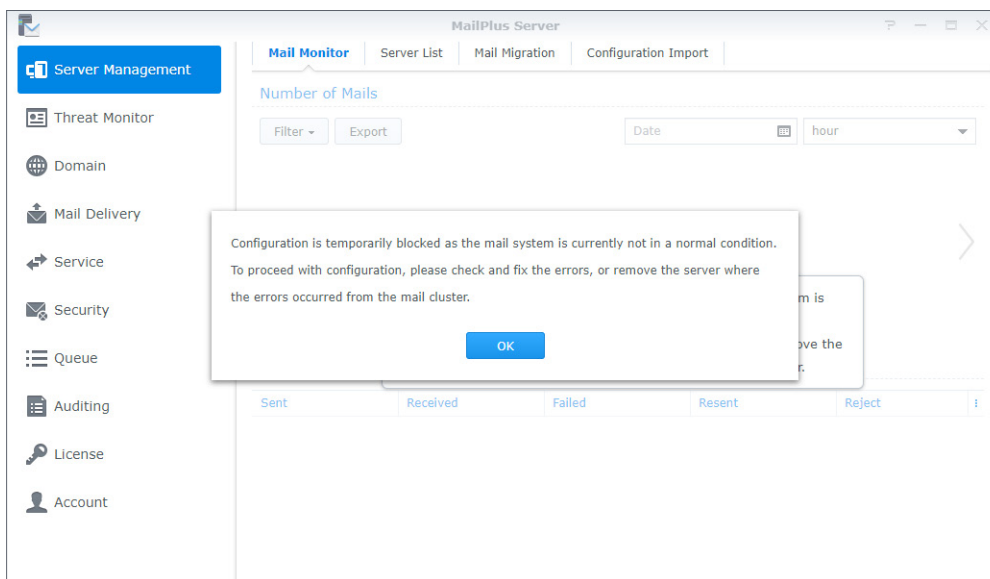 MailPlus Server
?
Server Management
Threat Monitor
Domain
Mail Delivery
Service
Security
Queue
Auditing
License
Account
Mail Monitor Server List Mail Migration Configuration Import
Number of Mails
Filter Export Date hour
Configuration is temporarily blocked as the mail system is currently not in a normal condition.
To proceed with configuration, please check and fix the errors, or remove the server where
the errors occurred from the mail cluster.
OK
is
the
Sent Received Failed Resent Reject